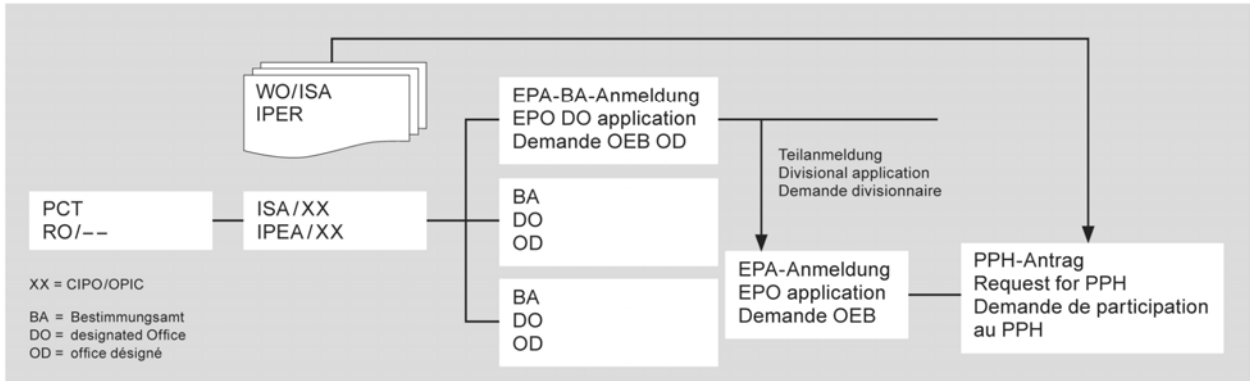 WO/ISA
IPER
EPA-BA-Anmeldung
EPO DO application
Demande OEB OD
Teilanmeldung
Divisional application
Demande divisionnaire
PCT
RO/––
ISA/XX
IPEA/XX
BA
DO
OD
EPA-Anmeldung
EPO application
Demande OEB
PPH-Antrag
Request for PPH
Demande de participation
au PPH
XX = CIPO/OPIC
BA = Bestimmungsamt
DO = designated Office
OD = office désigné
BA
DO
OD